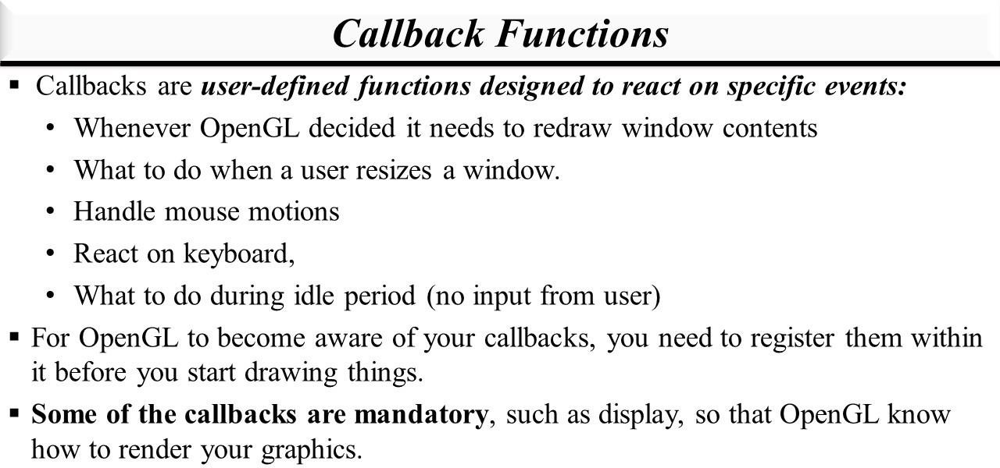 Callback Functions
▪ Callbacks are user-defined functions designed to react on specific events:
• Whenever OpenGL decided it needs to redraw window contents
• What to do when a user resizes a window.
• Handle mouse motions
• React on keyboard,
• What to do during idle period (no input from user)
▪ For OpenGL to become aware of your callbacks, you need to register them within
it before you start drawing things.
▪ Some of the callbacks are mandatory, such as display, so that OpenGL know
how to render your graphics.